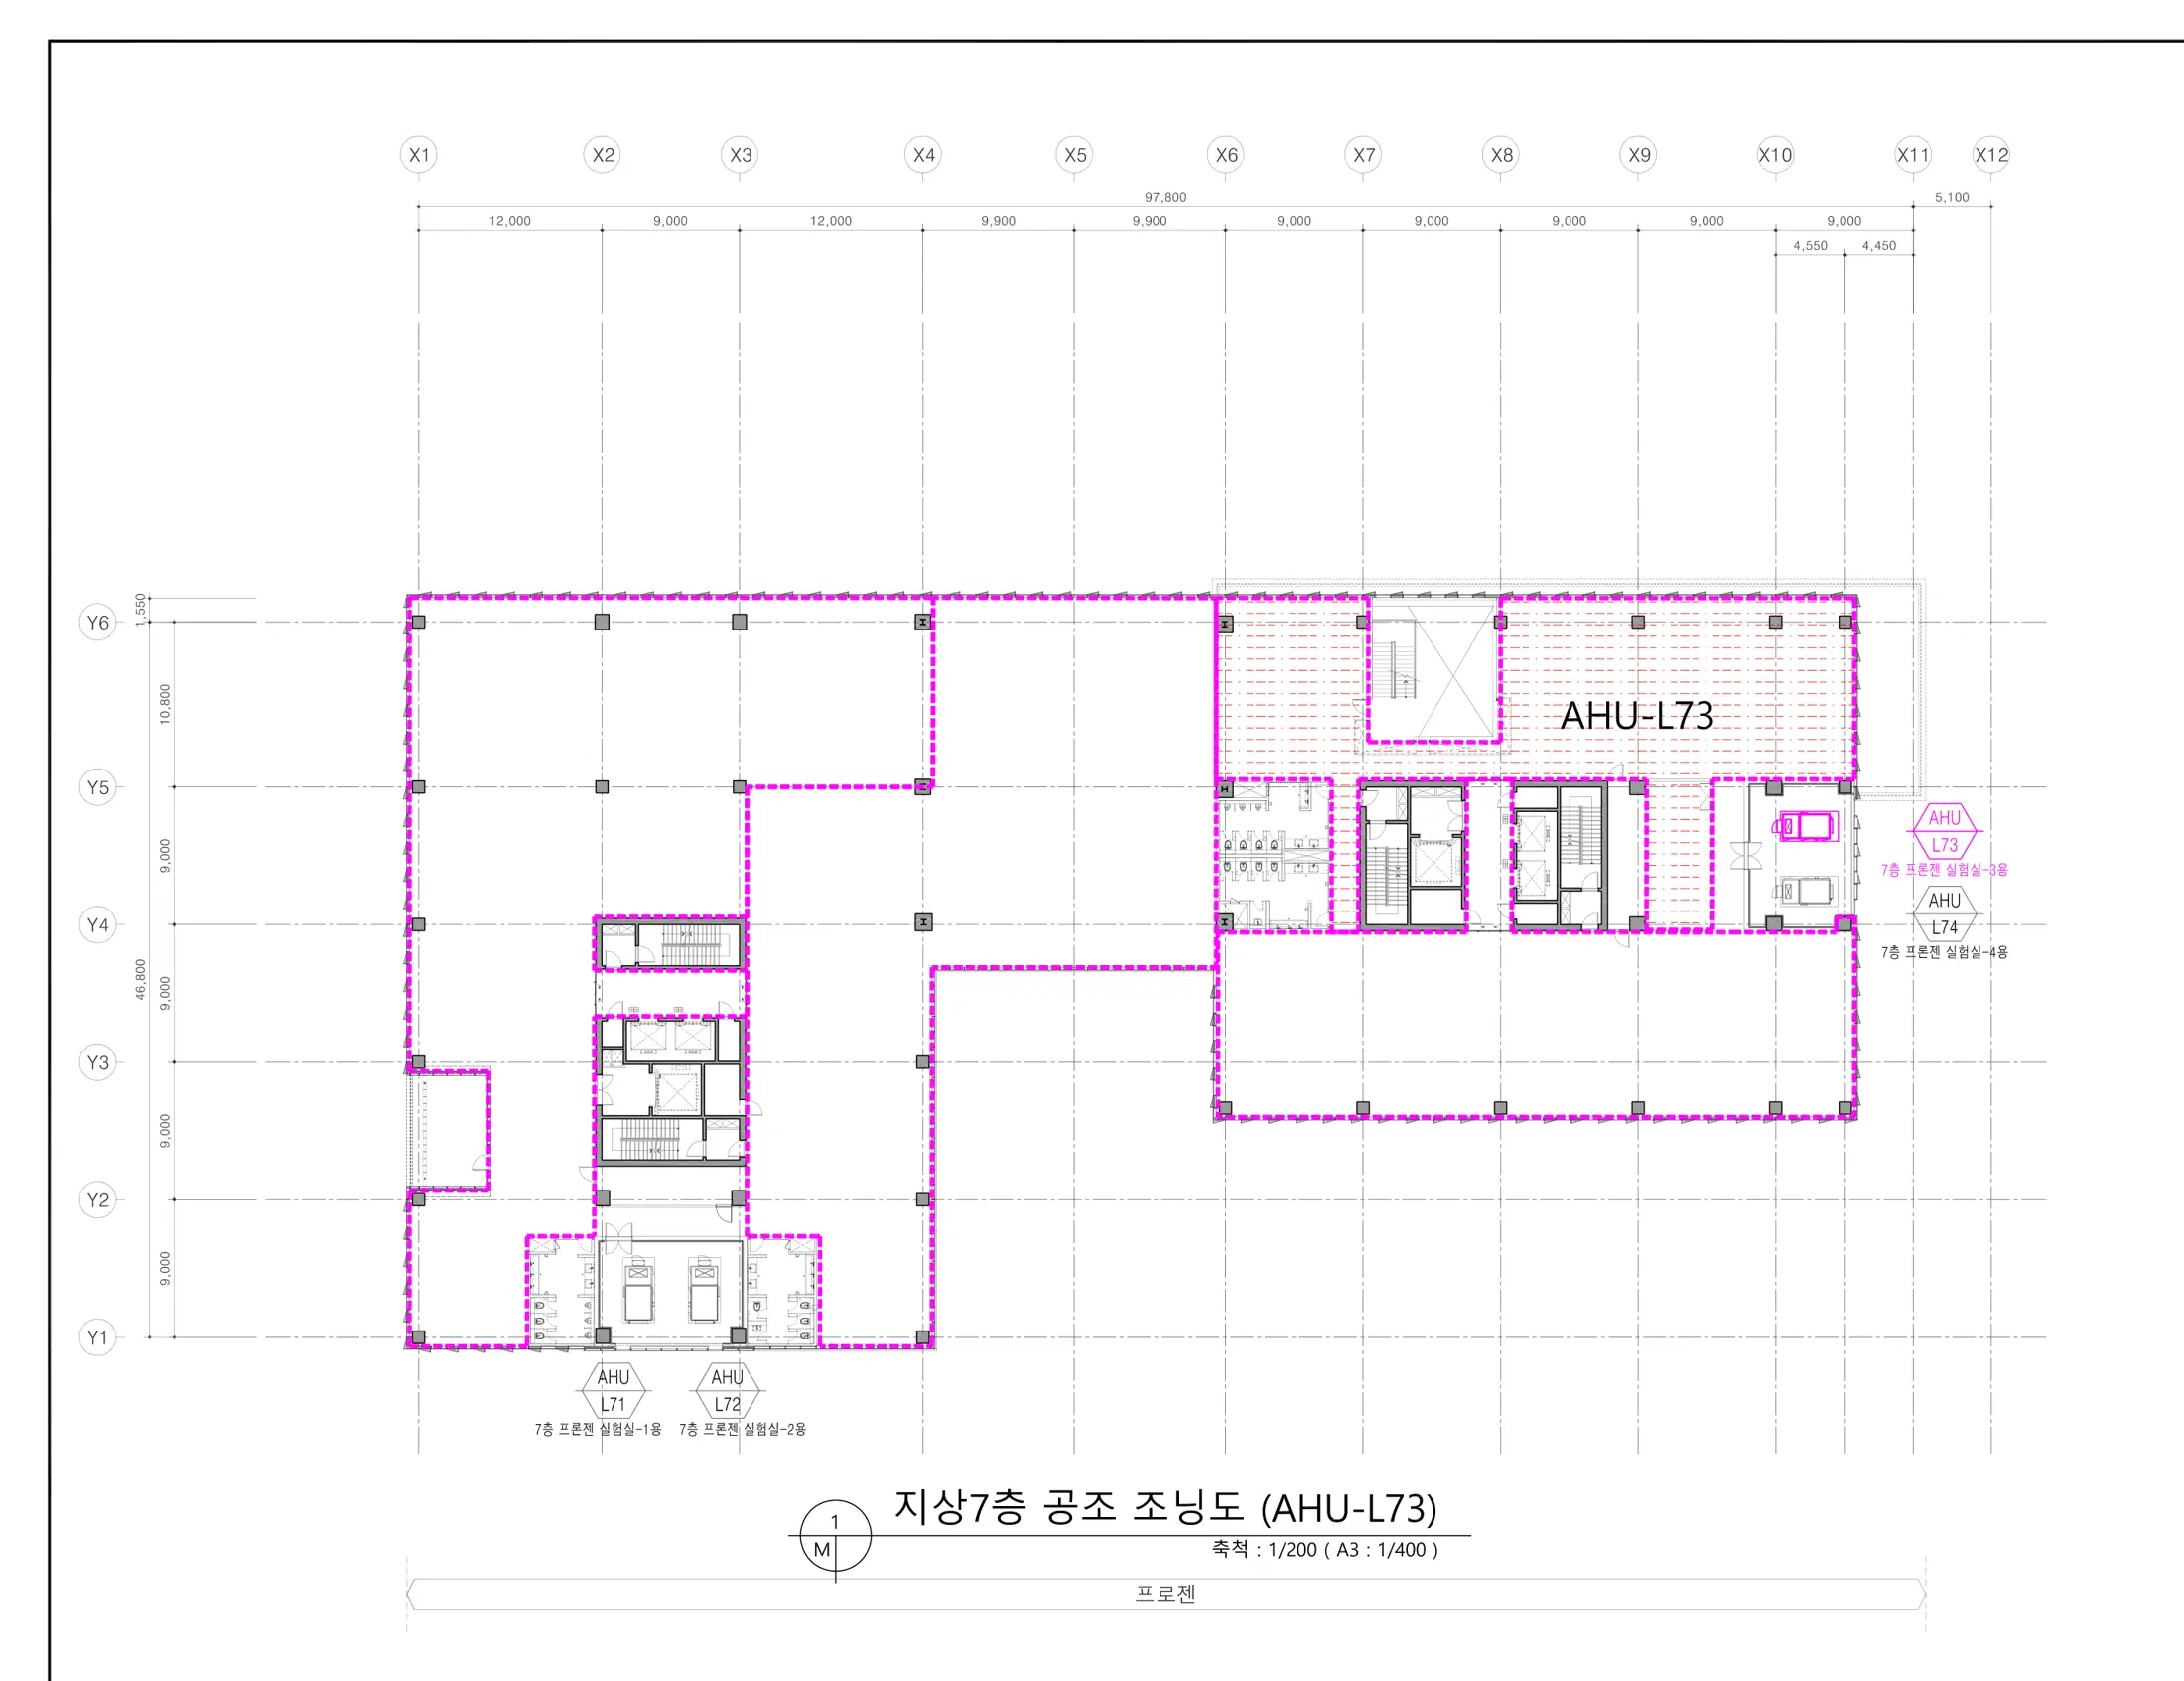 X1 X2 X3 X4 X5 X6 X7 X8 X9 X10 X11 X12
97,800 5,100
12,000 9,000 12,000 9,900 9,900 9,000 9,000 9,000 9,000 9,000
4,550 4,450
1,550
Y6
10,800
AHU-L73
Y5
9,000
AHU
L73
7층 프론젠 실험실-3용
AHU
L74
7층 프론젠 실험실-4용
Y4
46,800
9,000
Y3
9,000
Y2
9,000
Y1
AHU
L71
7층 프론젠 실험실-1용
AHU
L72
7층 프론젠 실험실-2용
1
M
지상7층 공조 조닝도 (AHU-L73)
축척 : 1/200 ( A3 : 1/400 )
프로젠